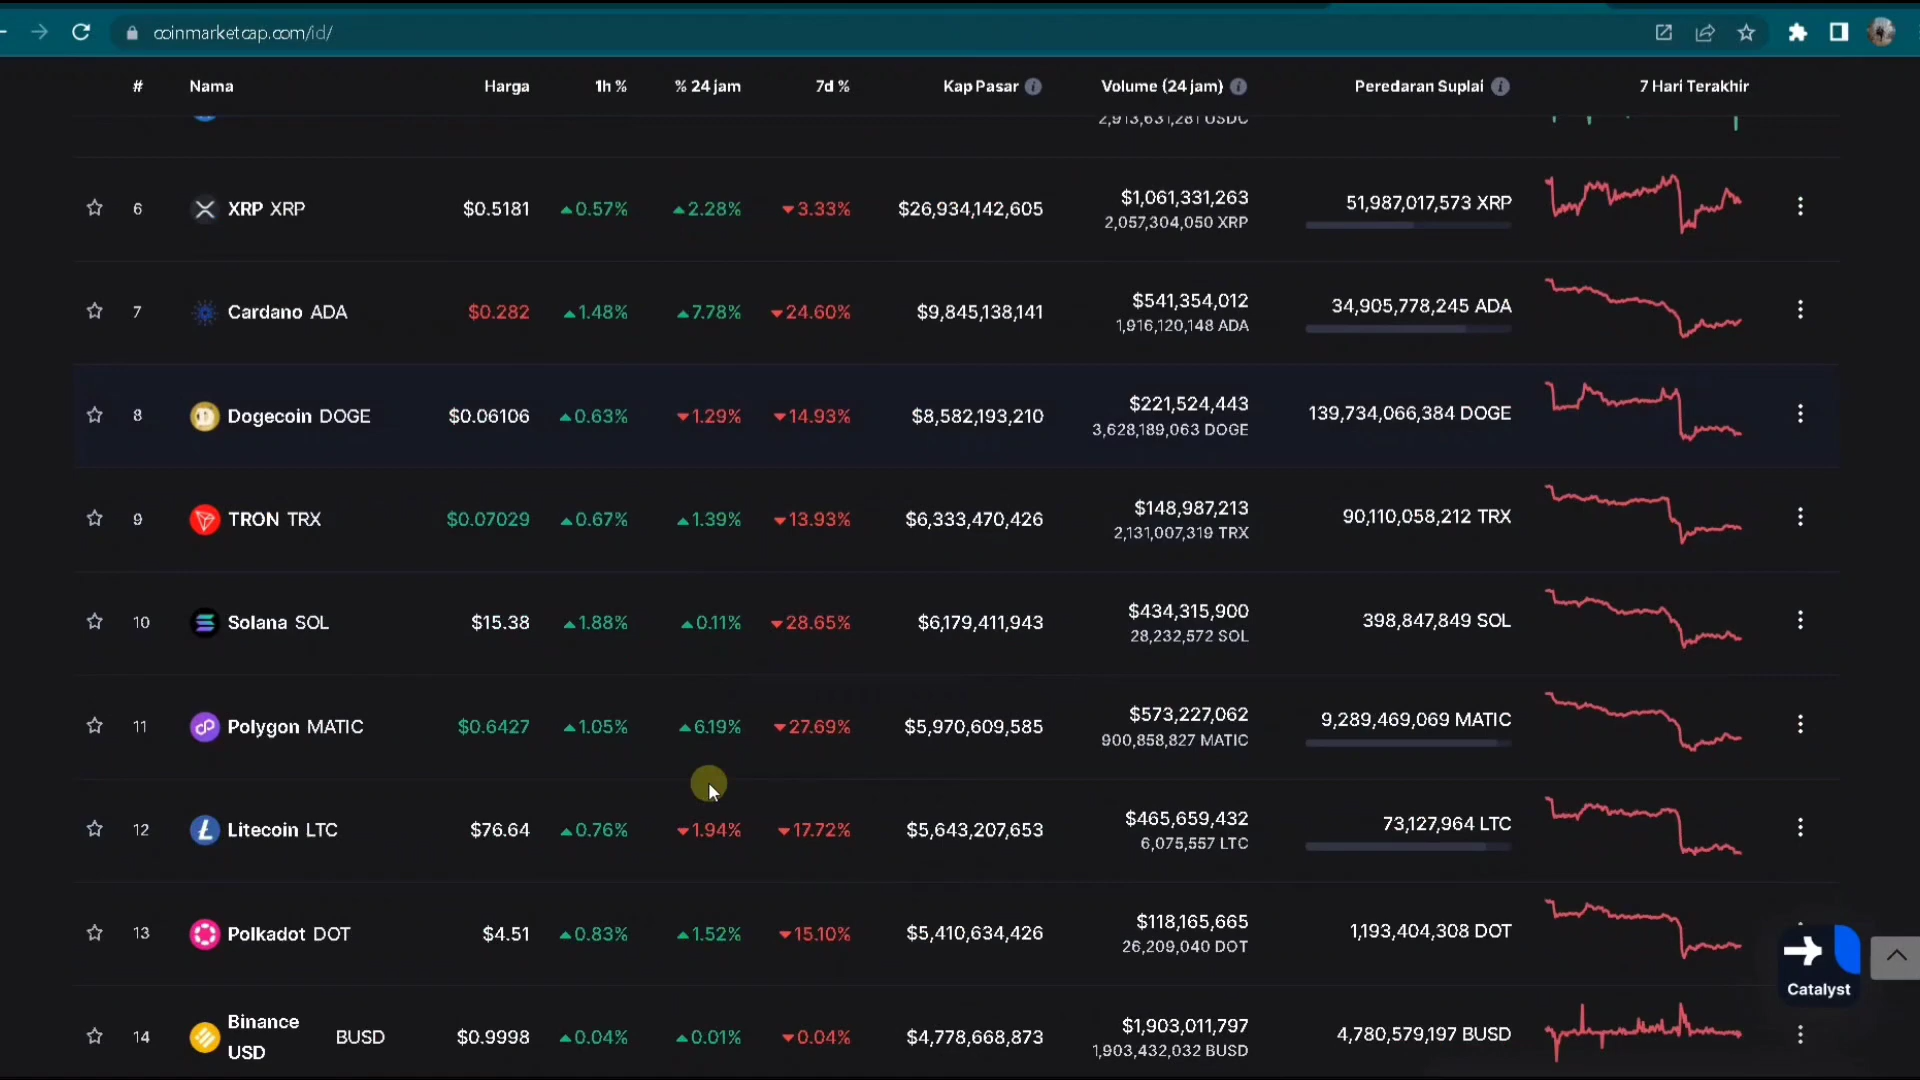 coinmarketcap.com/id/
# Nama Harga 1h % % 24 jam 7d % Kap Pasar Volume (24 jam) Peredaran Suplai 7 Hari Terakhir
2,913,631,281 USDC
6 XRP XRP $0.5181 0.57% 2.28% 3.33% $26,934,142,605 $1,061,331,263 51,987,017,573 XRP
2,057,304,050 XRP
7 Cardano ADA $0.282 1.48% 7.78% 24.60% $9,845,138,141 $541,354,012 34,905,778,245 ADA
1,916,120,148 ADA
8 Dogecoin DOGE $0.06106 0.63% 1.29% 14.93% $8,582,193,210 $221,524,443 139,734,066,384 DOGE
3,628,189,063 DOGE
9 TRON TRX $0.07029 0.67% 1.39% 13.93% $6,333,470,426 $148,987,213 90,110,058,212 TRX
2,131,007,319 TRX
10 Solana SOL $15.38 1.88% 0.11% 28.65% $6,179,411,943 $434,315,900 398,847,849 SOL
28,232,572 SOL
11 Polygon MATIC $0.6427 1.05% 6.19% 27.69% $5,970,609,585 $573,227,062 9,289,469,069 MATIC
900,858,827 MATIC
12 Litecoin LTC $76.64 0.76% 1.94% 17.72% $5,643,207,653 $465,659,432 73,127,964 LTC
6,075,557 LTC
13 Polkadot DOT $4.51 0.83% 1.52% 15.10% $5,410,634,426 $118,165,665 1,193,404,308 DOT
26,209,040 DOT
Catalyst
14 Binance USD BUSD $0.9998 0.04% 0.01% 0.04% $4,778,668,873 $1,903,011,797 4,780,579,197 BUSD
1,903,432,032 BUSD